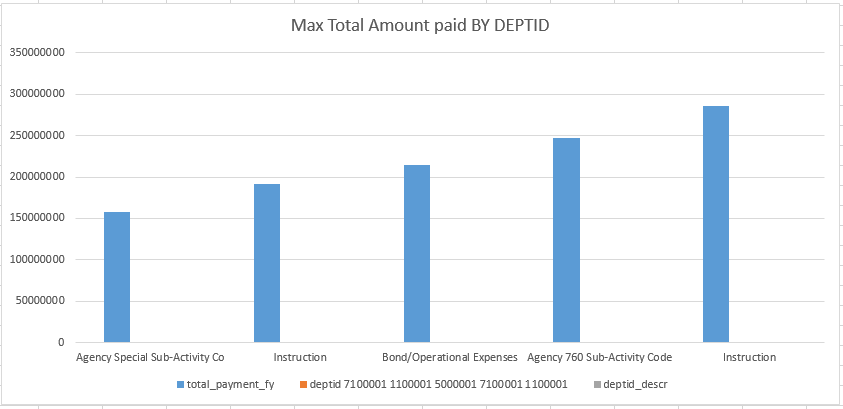 Max Total Amount paid BY DEPTID
350000000
300000000
250000000
200000000
150000000
100000000
50000000
0
Agency Special Sub-Activity Co Instruction Bond/Operational Expenses Agency 760 Sub-Activity Code Instruction
total_payment_fy deptid 7100001 1100001 5000001 7100001 1100001 deptid_descr